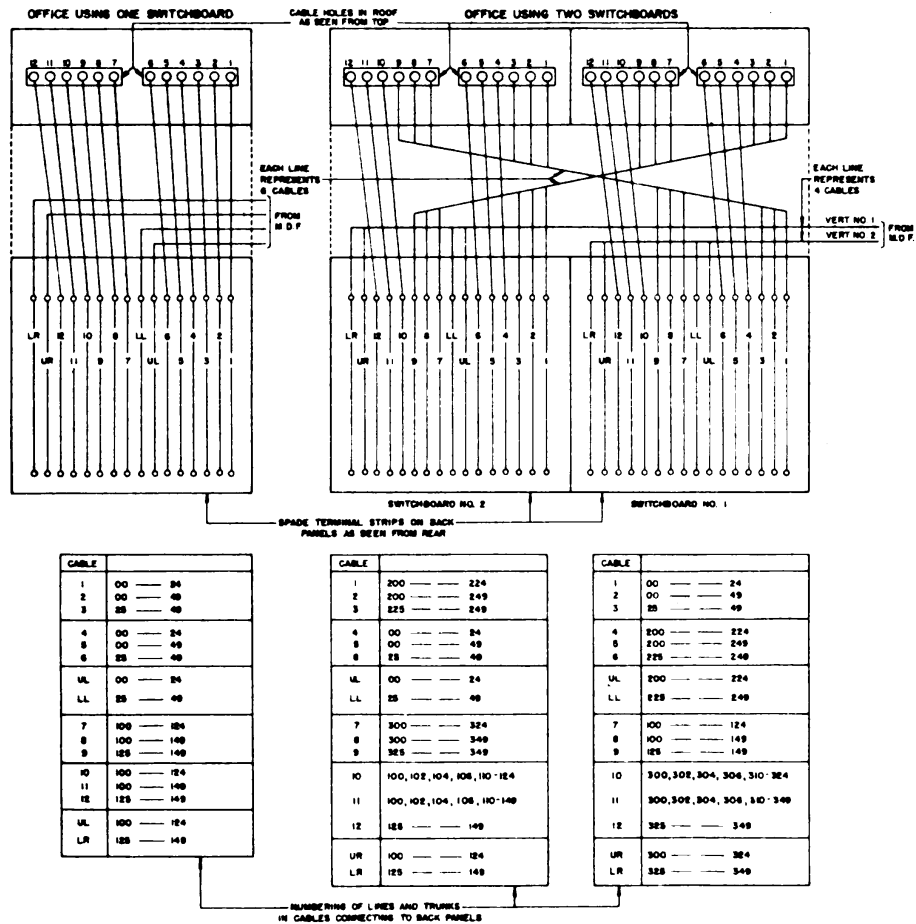 OFFICE USING ONE SWITCHBOARD
CABLE HOLES IN ROOF
AS SEEN FROM TOP
OFFICE USING TWO SWITCHBOARDS
12 11 10 9 8 7 6 5 4 3 2 1
12 11 10 9 8 7 6 5 4 3 2 1
12 11 10 9 8 7 6 5 4 3 2 1
EACH LINE
REPRESENTS
6 CABLES
FROM
M.D.F
EACH LINE
REPRESENTS
4 CABLES
VERT NO. 1
VERT NO. 2
FROM
M.D.F.
LR 12 10 8 LL 6 4 2
UR 11 9 7 UL 5 3 1
LR 12 10 8 LL 6 4 2
UR 11 9 7 UL 5 3 1
LR 12 10 8 LL 6 4 2
UR 11 9 7 UL 5 3 1
SWITCHBOARD NO. 2
SWITCHBOARD NO. 1
SPADE TERMINAL STRIPS ON BACK
PANELS AS SEEN FROM REAR
CABLE
1 00 — 24
2 00 — 49
3 25 — 49
4 00 — 24
5 00 — 49
6 25 — 49
UL 00 — 24
LL 25 — 49
7 100 — 124
8 100 — 149
9 125 — 149
10 100 — 124
11 100 — 149
12 125 — 149
UL 100 — 124
LR 125 — 149
CABLE
1 200 — 224
2 200 — 249
3 225 — 249
4 00 — 24
5 00 — 49
6 25 — 49
UL 00 — 24
LL 25 — 49
7 300 — 324
8 300 — 349
9 325 — 349
10 100, 102, 104, 106, 110-124
11 100, 102, 104, 106, 110-149
12 125 — 149
UR 100 — 124
LR 125 — 149
CABLE
1 00 — 24
2 00 — 49
3 25 — 49
4 200 — 224
5 200 — 249
6 225 — 249
UL 200 — 224
LL 225 — 249
7 100 — 124
8 100 — 149
9 125 — 149
10 300, 302, 304, 306, 310-324
11 300, 302, 304, 306, 310-349
12 325 — 349
UR 300 — 324
LR 325 — 349
NUMBERING OF LINES AND TRUNKS
IN CABLES CONNECTING TO BACK PANELS